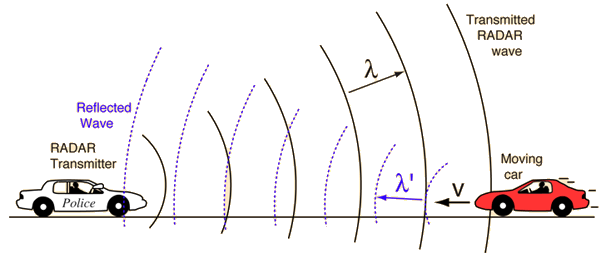 Transmitted
RADAR
wave
λ
Reflected
Wave
RADAR
Transmitter
Moving
car
λ'
V
Police